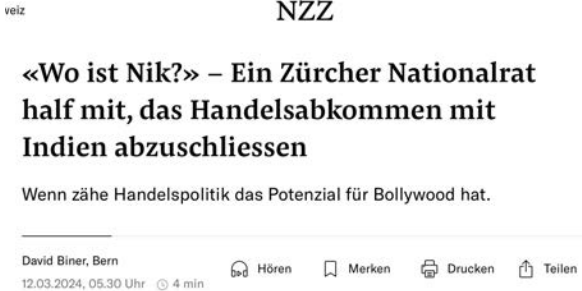 NZZ
«Wo ist Nik?» – Ein Zürcher Nationalrat
half mit, das Handelsabkommen mit
Indien abzuschliessen
Wenn zähe Handelspolitik das Potenzial für Bollywood hat.
David Biner, Bern
12.03.2024, 05.30 Uhr 4 min
Hören Merken Drucken Teilen